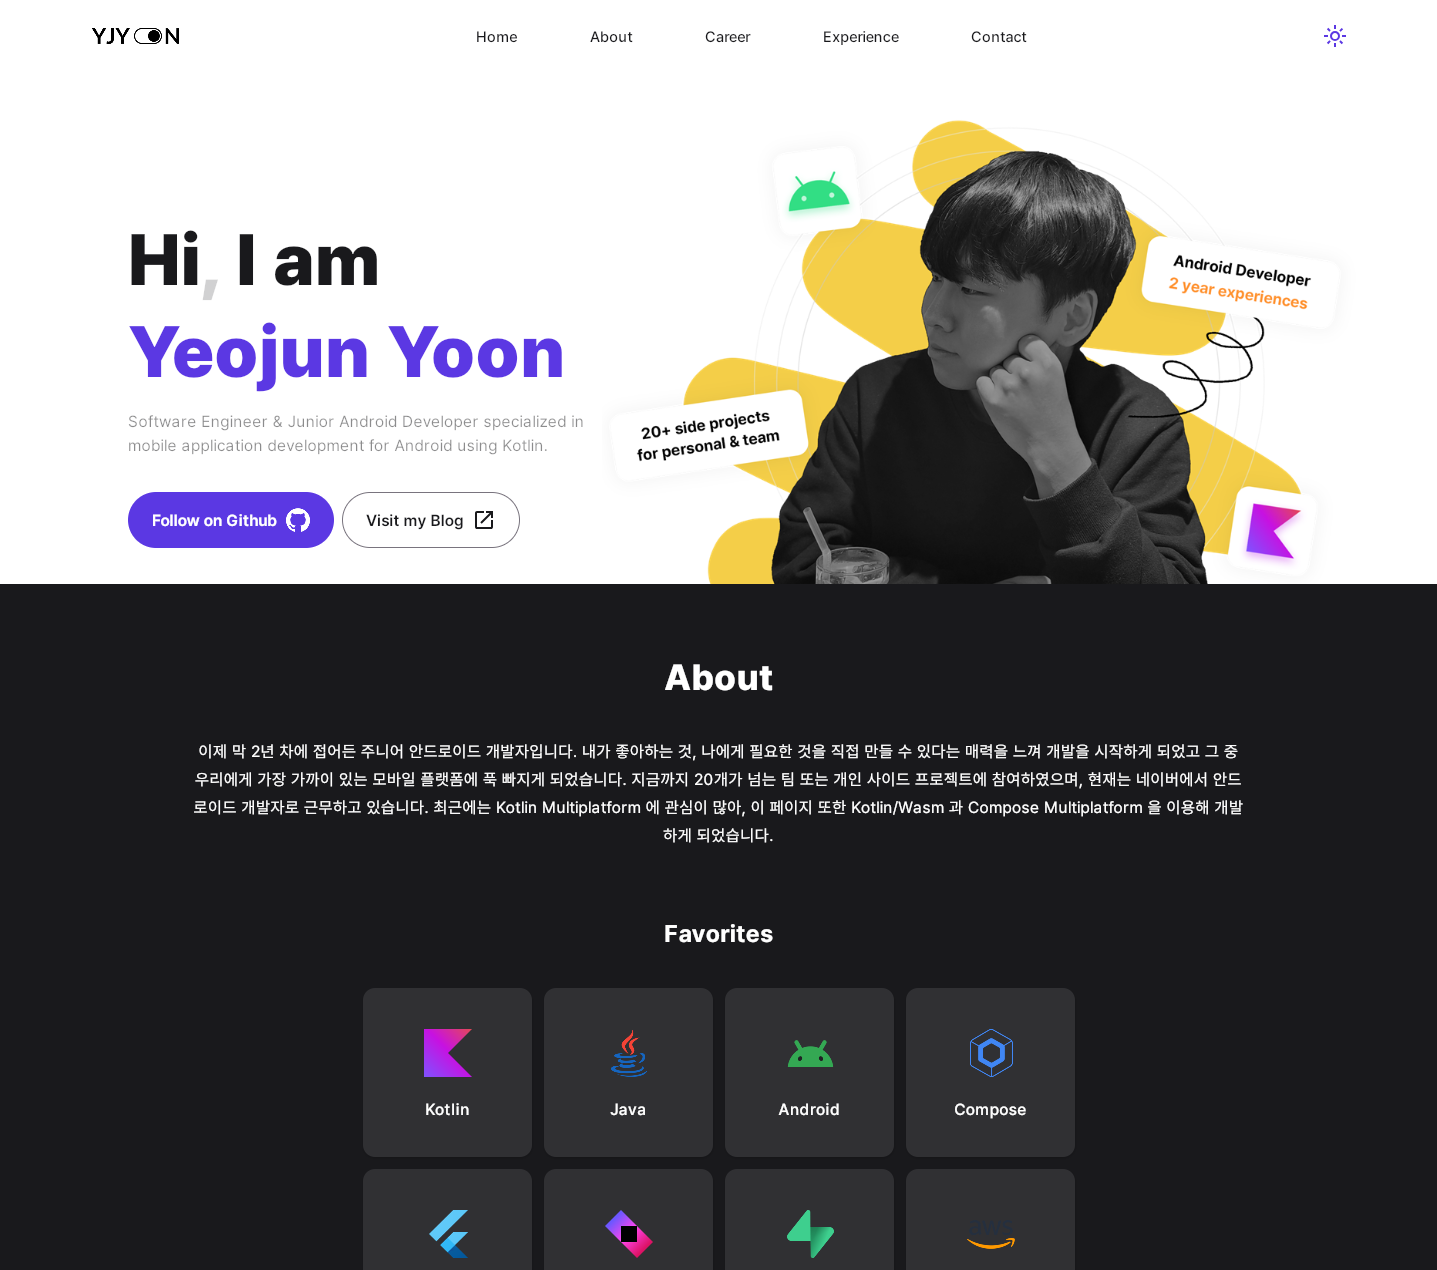 YJYOON
Home
About
Career
Experience
Contact
Hi, I am
Yeojun Yoon
Software Engineer & Junior Android Developer specialized in
mobile application development for Android using Kotlin.
Follow on Github
Visit my Blog
Android Developer
2 year experiences
20+ side projects
for personal & team
About
이제 막 2년 차에 접어든 주니어 안드로이드 개발자입니다. 내가 좋아하는 것, 나에게 필요한 것을 직접 만들 수 있다는 매력을 느껴 개발을 시작하게 되었고 그 중
우리에게 가장 가까이 있는 모바일 플랫폼에 푹 빠지게 되었습니다. 지금까지 20개가 넘는 팀 또는 개인 사이드 프로젝트에 참여하였으며, 현재는 네이버에서 안드
로이드 개발자로 근무하고 있습니다. 최근에는 Kotlin Multiplatform 에 관심이 많아, 이 페이지 또한 Kotlin/Wasm 과 Compose Multiplatform 을 이용해 개발
하게 되었습니다.
Favorites
Kotlin
Java
Android
Compose